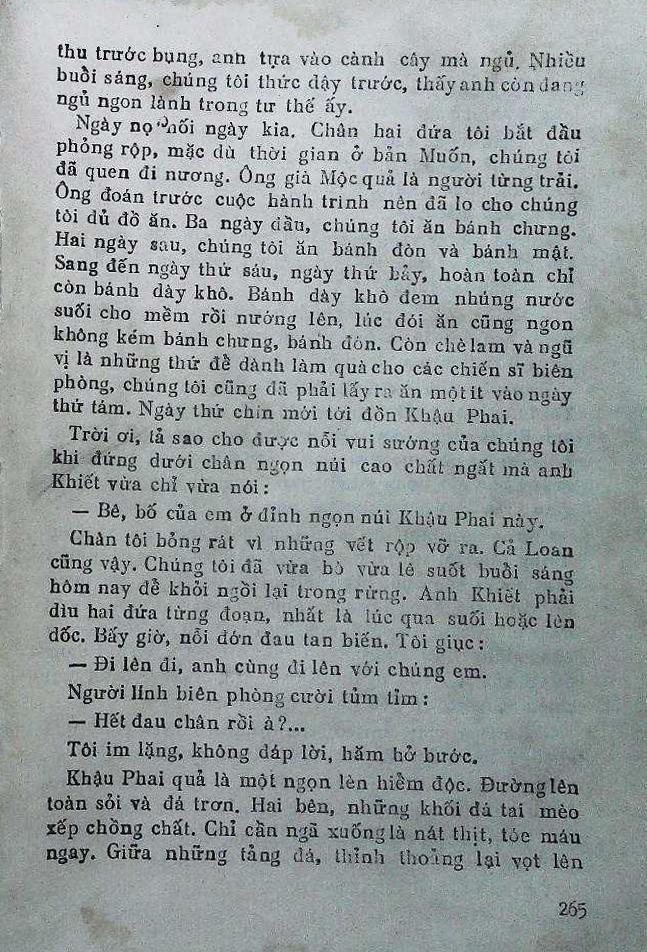 thu trước bụng, anh tựa vào cành cây mà ngủ. Nhiều
buổi sáng, chúng tôi thức dậy trước, thấy anh còn đang
ngủ ngon lành trong tư thế ấy.
Ngày nọ nối ngày kia. Chân hai đứa tôi bắt đầu
phỏng rộp, mặc dù thời gian ở bản Muốn, chúng tôi
đã quen đi nương. Ông già Mộc quả là người từng trải.
Ông đoán trước cuộc hành trình nên đã lo cho chúng
tôi đủ đồ ăn. Ba ngày đầu, chúng tôi ăn bánh chưng.
Hai ngày sau, chúng tôi ăn bánh đòn và bánh mật.
Sang đến ngày thứ sáu, ngày thứ bảy, hoàn toàn chỉ
còn bánh dày khô. Bánh dày khô đem nhúng nước
suối cho mềm rồi nướng lên, lúc đói ăn cũng ngon
không kém bánh chưng, bánh đòn. Còn chè lam và ngũ
vị là những thứ để dành làm quà cho các chiến sĩ biên
phòng, chúng tôi cũng đã phải lấy ra ăn một ít vào ngày
thứ tám. Ngày thứ chín mới tới đồn Khậu Phai.
Trời ơi, tả sao cho được nỗi vui sướng của chúng tôi
khi đứng dưới chân ngọn núi cao chất ngất mà anh
Khiết vừa chỉ vừa nói :
— Bê, bố của em ở đỉnh ngọn núi Khậu Phai này.
Chân tôi bỏng rát vì những vết rộp vỡ ra. Cả Loan
cũng vậy. Chúng tôi đã vừa bò vừa lê suốt buổi sáng
hôm nay để khỏi ngồi lại trong rừng. Anh Khiết phải
dìu hai đứa từng đoạn, nhất là lúc qua suối hoặc lên
dốc. Bấy giờ, nỗi đớn đau tan biến. Tôi giục :
— Đi lên đi, anh cùng đi lên với chúng em.
Người lính biên phòng cười tủm tỉm :
— Hết đau chân rồi à ?...
Tôi im lặng, không đáp lời, hăm hở bước.
Khậu Phai quả là một ngọn lèn hiểm độc. Đường lên
toàn sỏi và đá trơn. Hai bên, những khối đá tai mèo
xếp chồng chất. Chỉ cần ngã xuống là nát thịt, tóe máu
ngay. Giữa những tảng đá, thỉnh thoảng lại vọt lên
265